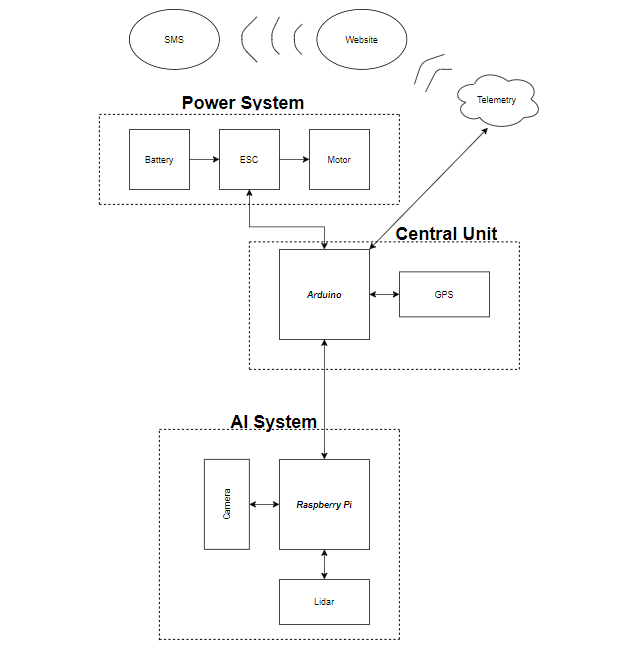 SMS
Website
Telemetry
Power System
Battery
ESC
Motor
Central Unit
Arduino
GPS
AI System
Camera
Raspberry Pi
Lidar